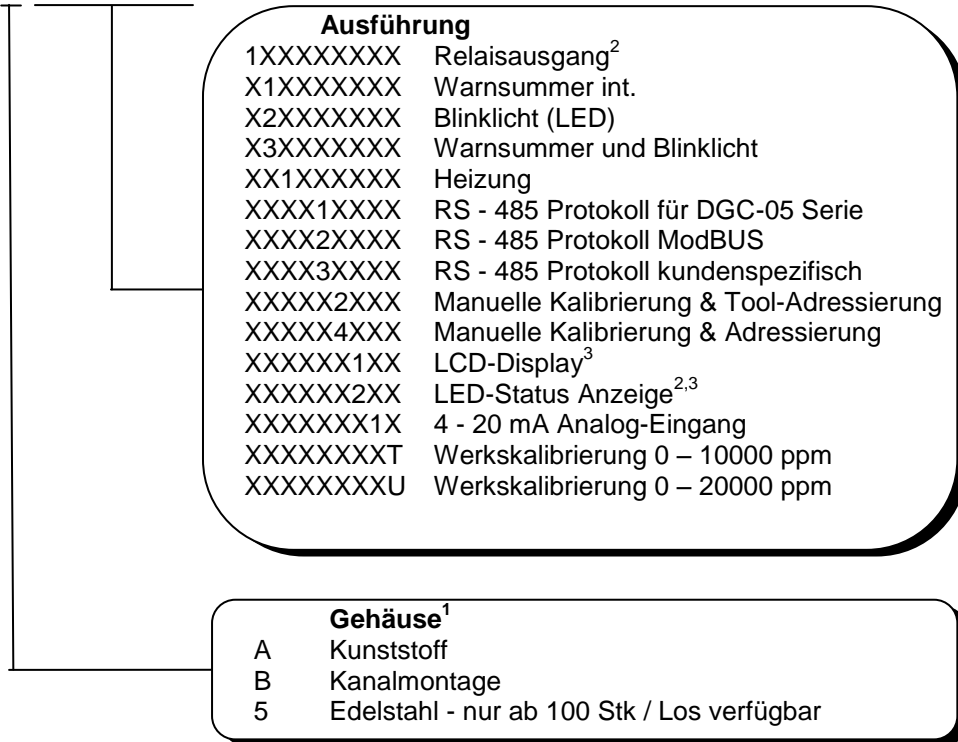 Ausführung
1XXXXXXXX Relaisausgang²
X1XXXXXXX Warnsummer int.
X2XXXXXXX Blinklicht (LED)
X3XXXXXXX Warnsummer und Blinklicht
XX1XXXXXX Heizung
XXXX1XXXX RS - 485 Protokoll für DGC-05 Serie
XXXX2XXXX RS - 485 Protokoll ModBUS
XXXX3XXXX RS - 485 Protokoll kundenspezifisch
XXXXX2XXX Manuelle Kalibrierung & Tool-Adressierung
XXXXX4XXX Manuelle Kalibrierung & Adressierung
XXXXXX1XX LCD-Display³
XXXXXX2XX LED-Status Anzeige²,³
XXXXXXX1X 4 - 20 mA Analog-Eingang
XXXXXXXXT Werkskalibrierung 0 – 10000 ppm
XXXXXXXXU Werkskalibrierung 0 – 20000 ppm
Gehäuse¹
A Kunststoff
B Kanalmontage
5 Edelstahl - nur ab 100 Stk / Los verfügbar